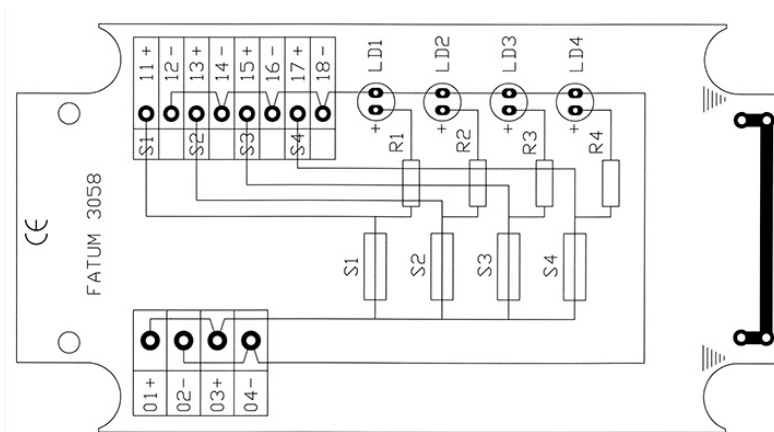 11+ 12- 13+ 14- 15+ 16- 17+ 18-
S1 S2 S3 S4
LD1 LD2 LD3 LD4
+ + + +
R1 R2 R3 R4
CE
FATUM 3058
S1 S2 S3 S4
01+ 02- 03+ 04-